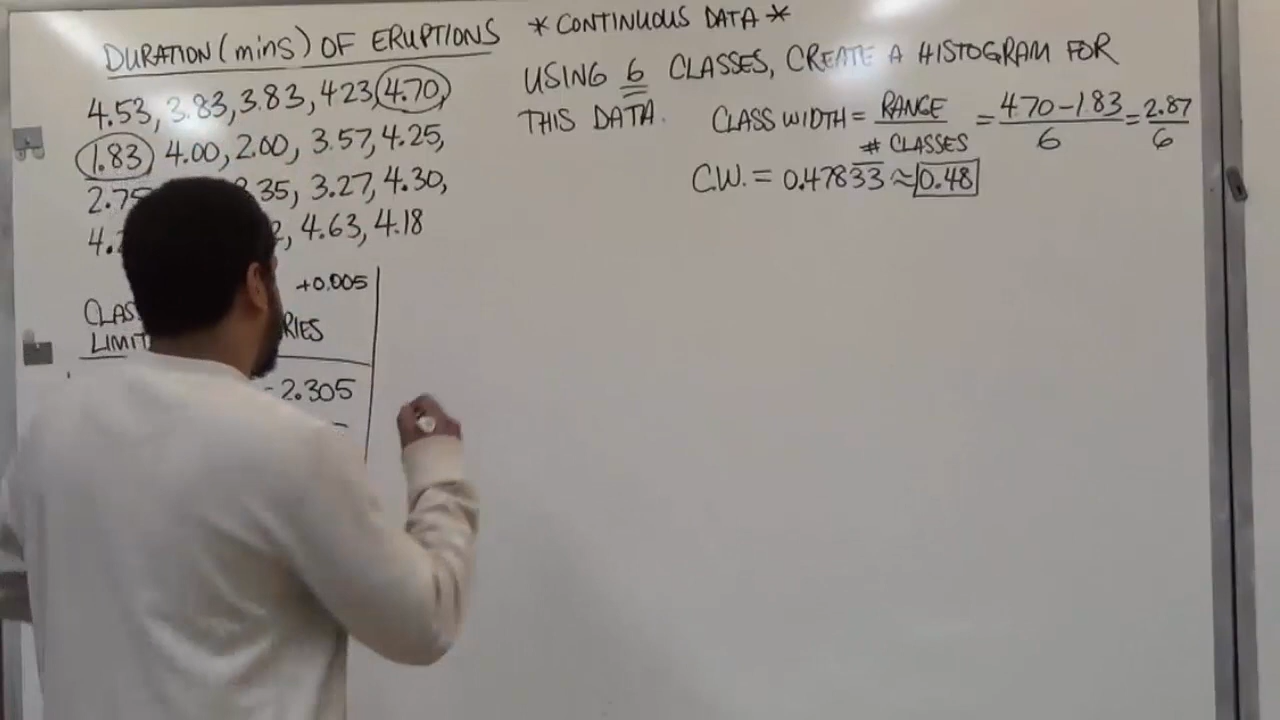 DURATION (mins) OF ERUPTIONS * CONTINUOUS DATA *
4.53, 3.83, 3.83, 423, 4.70,
1.83, 4.00, 2.00, 3.57, 4.25,
2.75 35, 3.27, 4.30,
4. 2, 4.63, 4.18
USING 6 CLASSES, CREATE A HISTOGRAM FOR
THIS DATA.
CLASS WIDTH = RANGE / # CLASSES = 4.70 - 1.83 / 6 = 2.87 / 6
C.W. = 0.47833 ≈ 0.48
+0.005
CLAS RIES
LIMIT
- 2.305